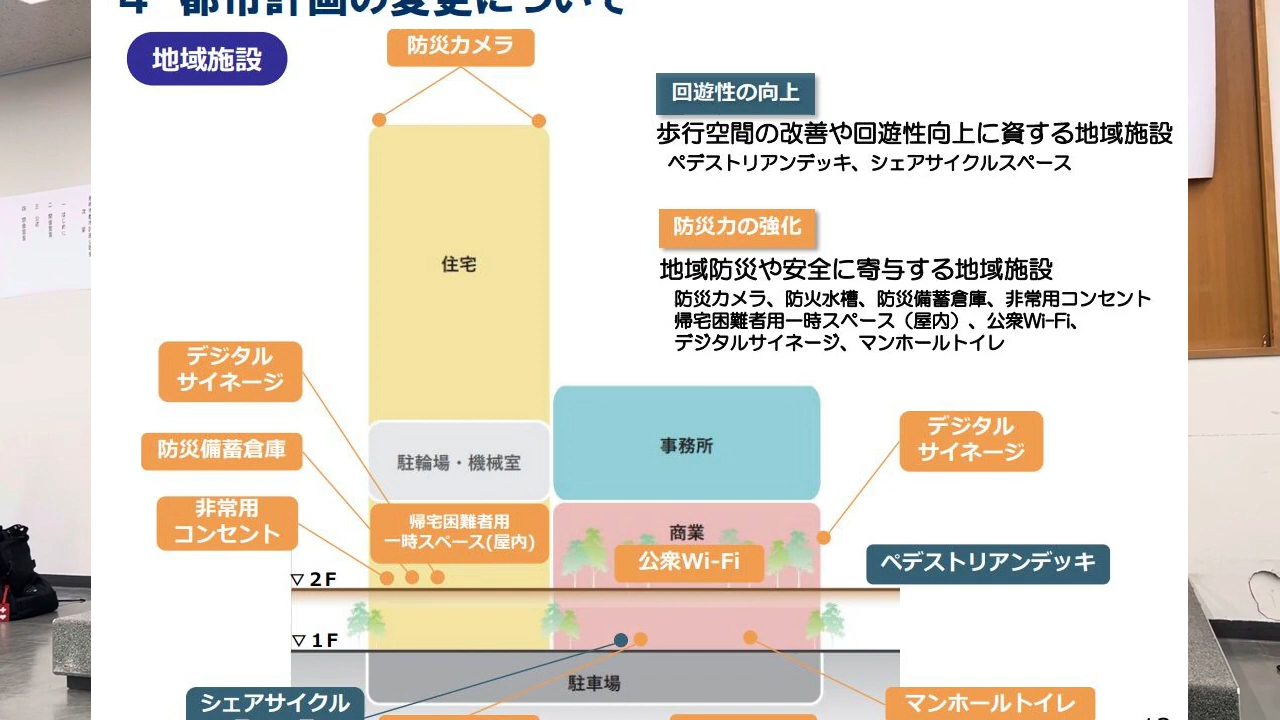 4 都市計画の変更について
地域施設
防災カメラ
回遊性の向上
歩行空間の改善や回遊性向上に資する地域施設
ペデストリアンデッキ、シェアサイクルスペース
防災力の強化
地域防災や安全に寄与する地域施設
防災カメラ、防火水槽、防災備蓄倉庫、非常用コンセント
帰宅困難者用一時スペース（屋内）、公衆Wi-Fi、
デジタルサイネージ、マンホールトイレ
住宅
デジタル
サイネージ
防災備蓄倉庫
非常用
コンセント
駐輪場・機械室
帰宅困難者用
一時スペース(屋内)
事務所
商業
公衆Wi-Fi
デジタル
サイネージ
ペデストリアンデッキ
▽2F
▽1F
駐車場
シェアサイクル
マンホールトイレ